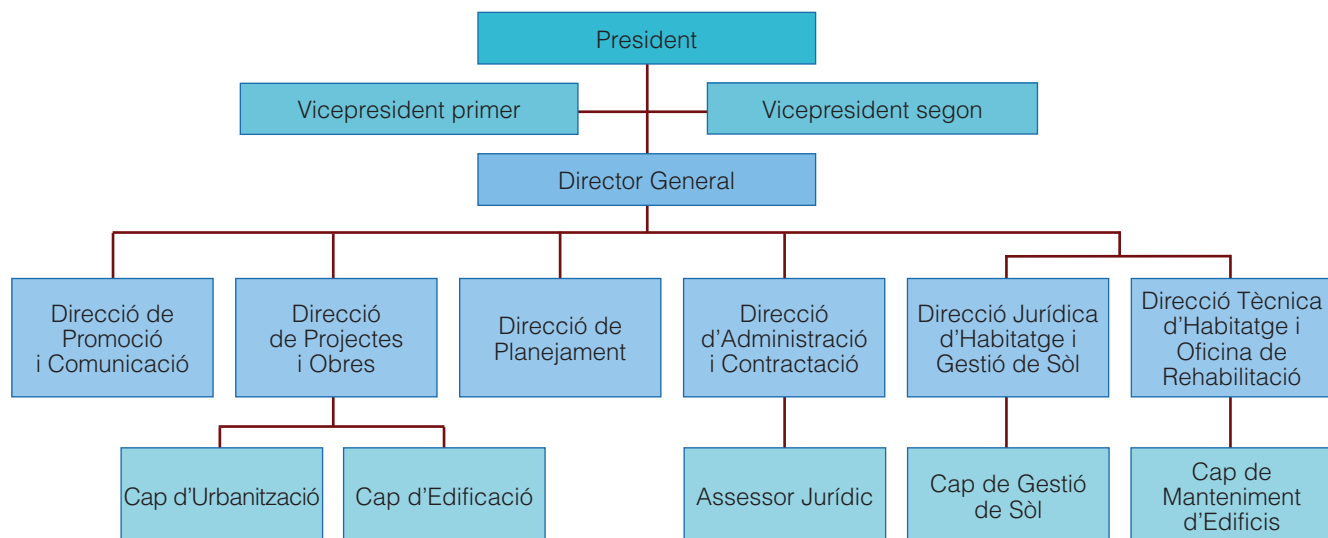 President
Vicepresident primer
Vicepresident segon
Director General
Direcció de
Promoció
i Comunicació
Direcció
de Projectes
i Obres
Direcció de
Planejament
Direcció
d’Administració
i Contractació
Direcció Jurídica
d’Habitatge i
Gestió de Sòl
Direcció Tècnica
d’Habitatge i
Oficina de
Rehabilitació
Cap d’Urbanització
Cap d’Edificació
Assessor Jurídic
Cap de Gestió
de Sòl
Cap de
Manteniment
d’Edificis